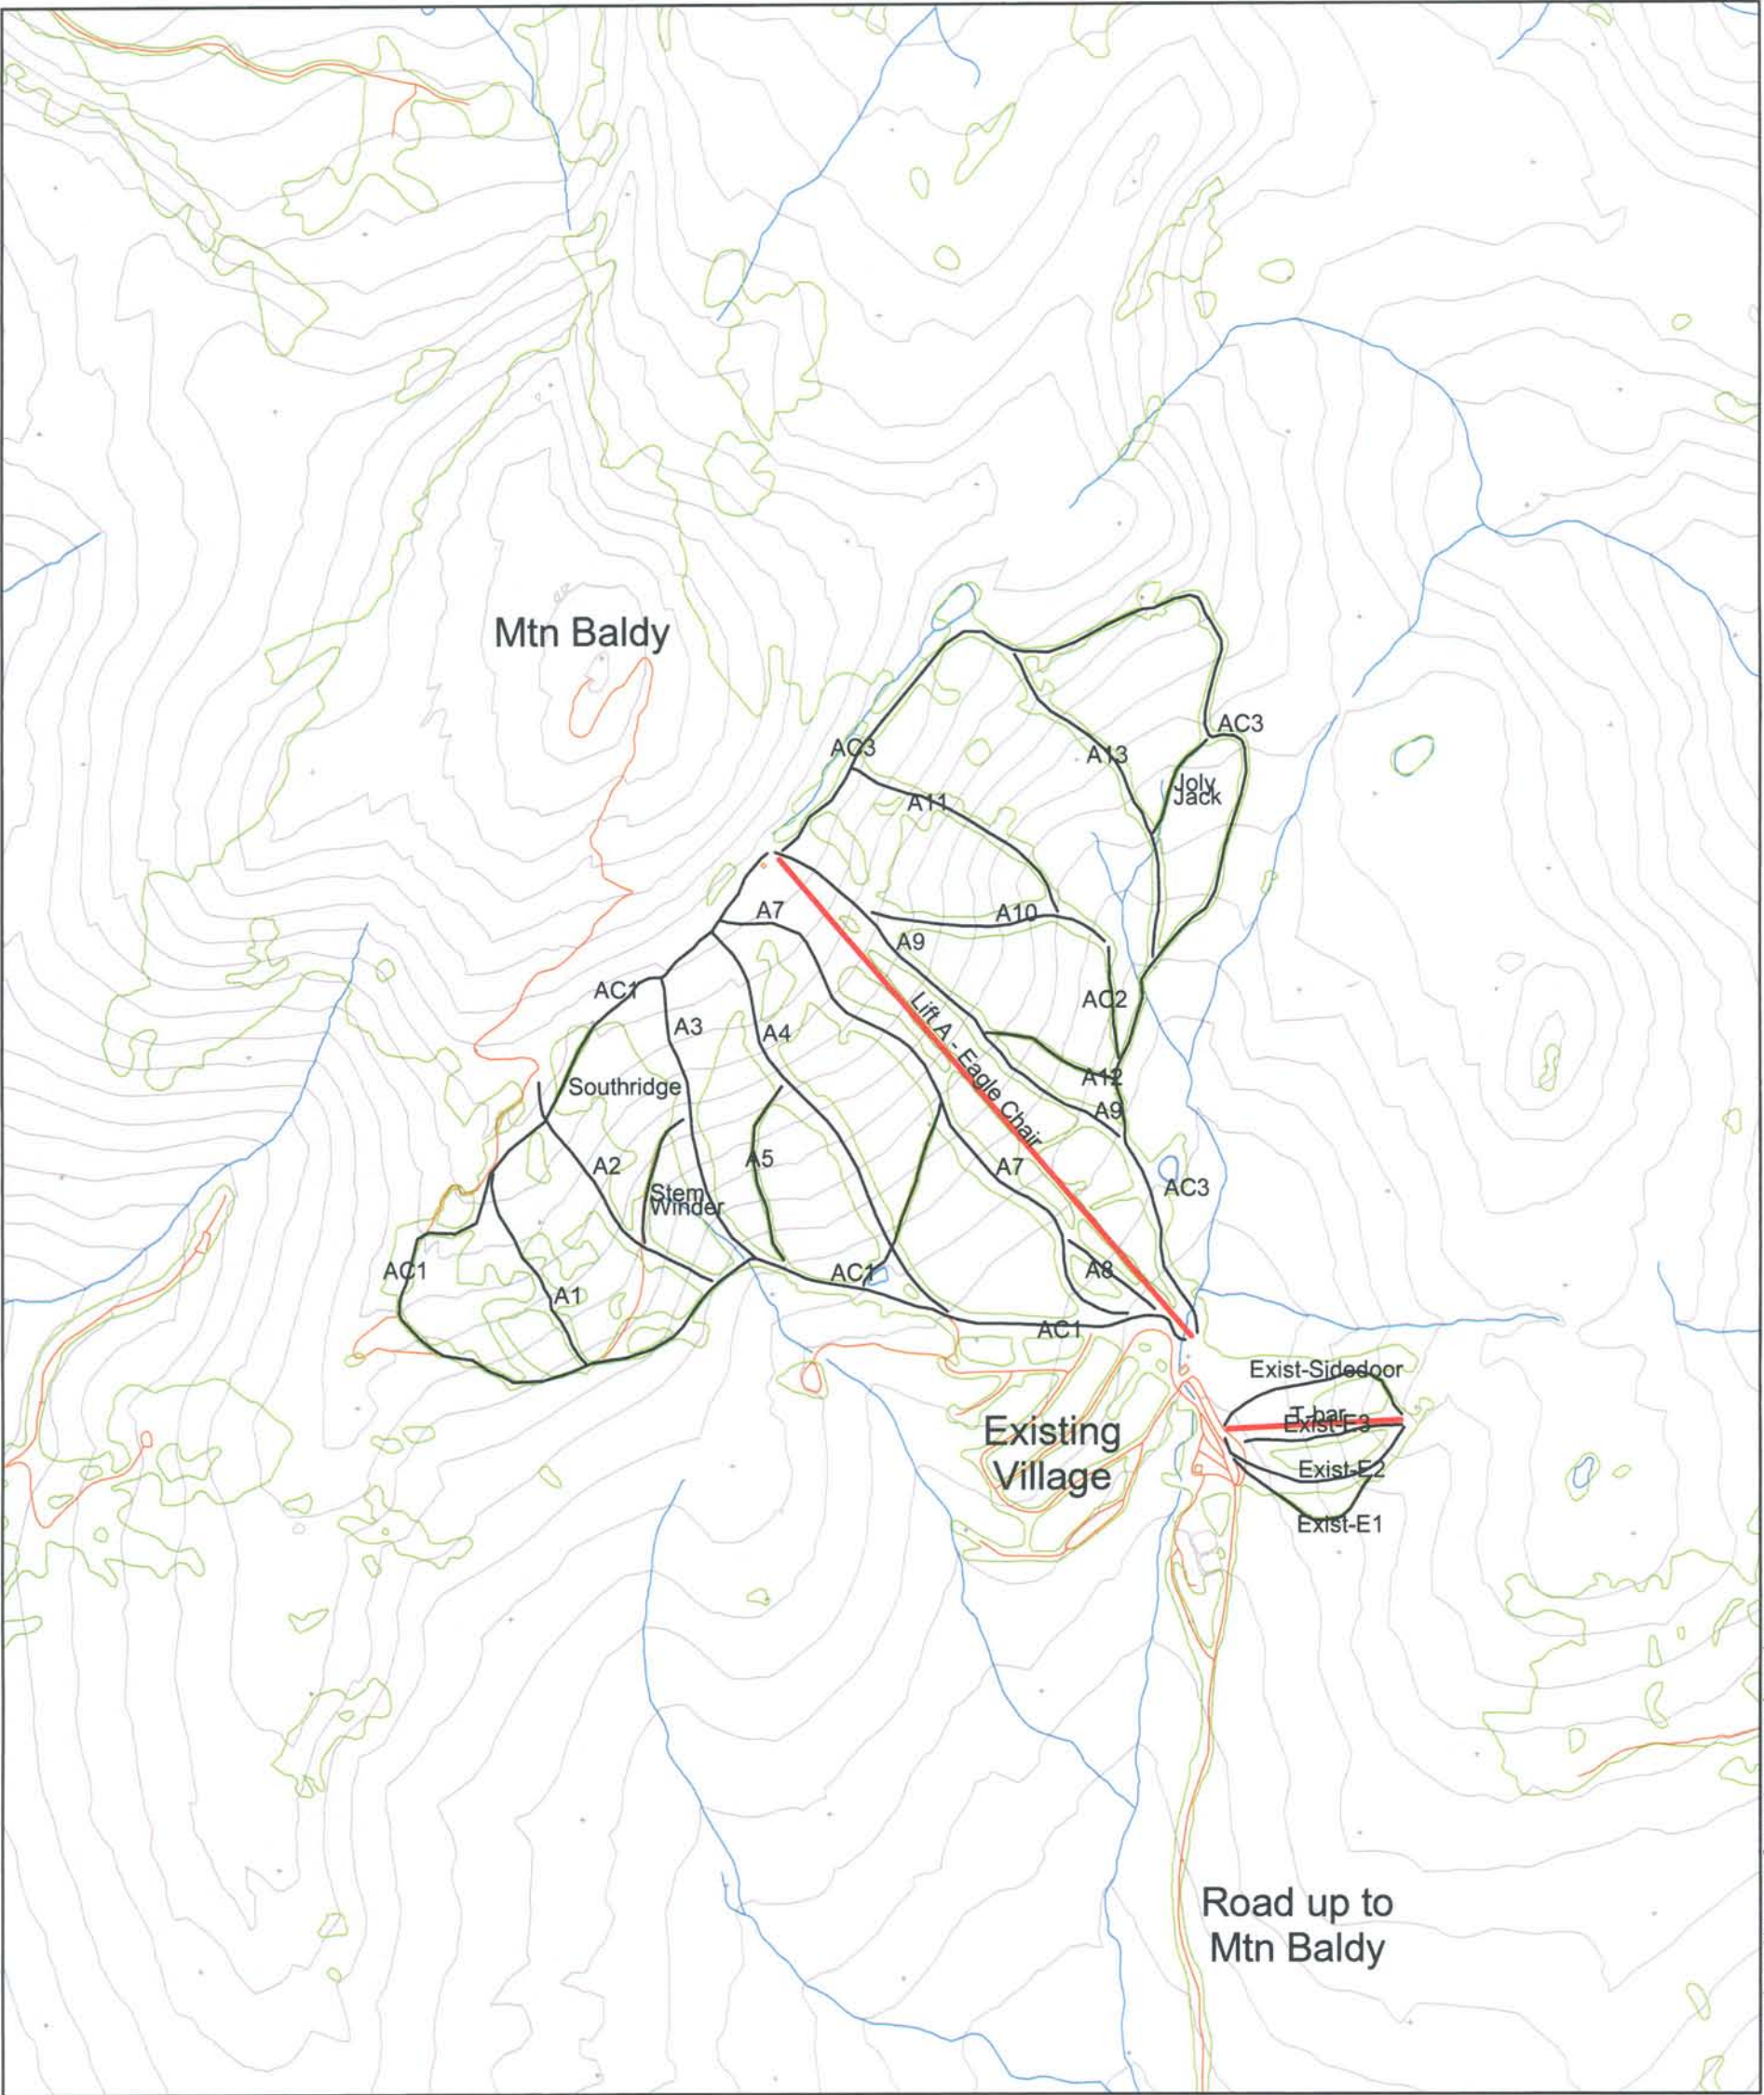 Mtn Baldy
AC3
AC3
A13
Joly
Jack
A11
A7
A10
A9
AC1
AC2
Lift A - Eagle Chair
A3
A4
Southridge
A12
A9
A2
A5
A7
Stem
Winder
AC3
AC1
AC1
A8
A1
AC1
Exist-Sidedoor
T-bar
Exist-E3
Existing
Village
Exist-E2
Exist-E1
Road up to
Mtn Baldy